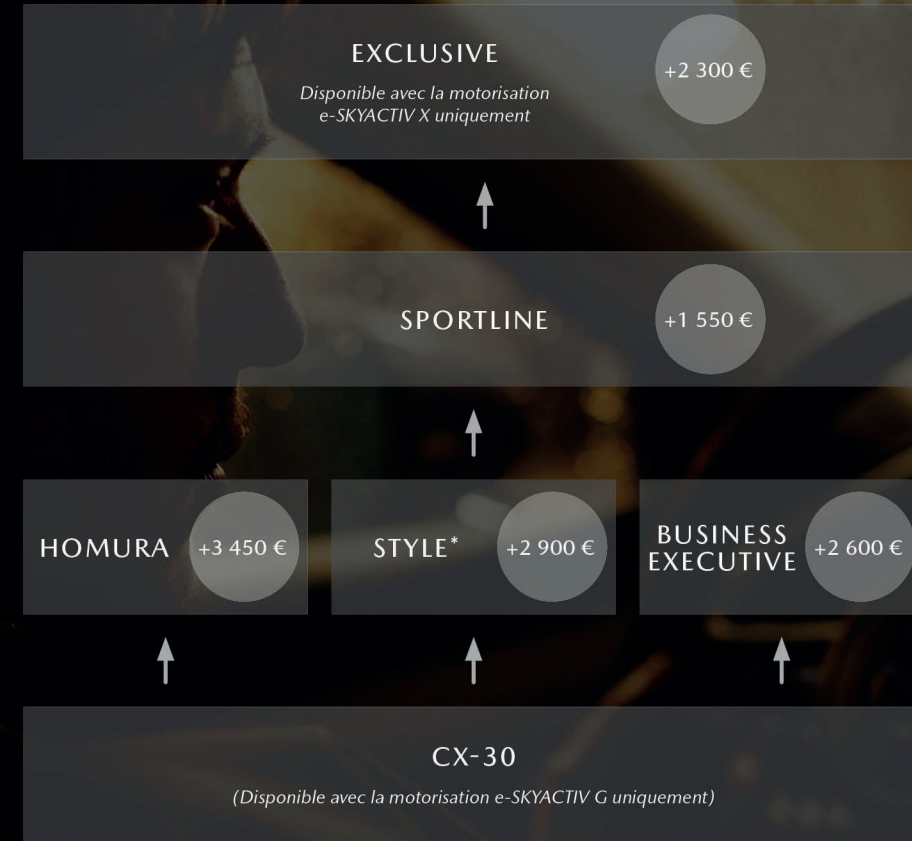 EXCLUSIVE
+2 300 €
Disponible avec la motorisation
e-SKYACTIV X uniquement
SPORTLINE
+1 550 €
HOMURA
+3 450 €
STYLE*
+2 900 €
BUSINESS
EXECUTIVE
+2 600 €
CX-30
(Disponible avec la motorisation e-SKYACTIV G uniquement)